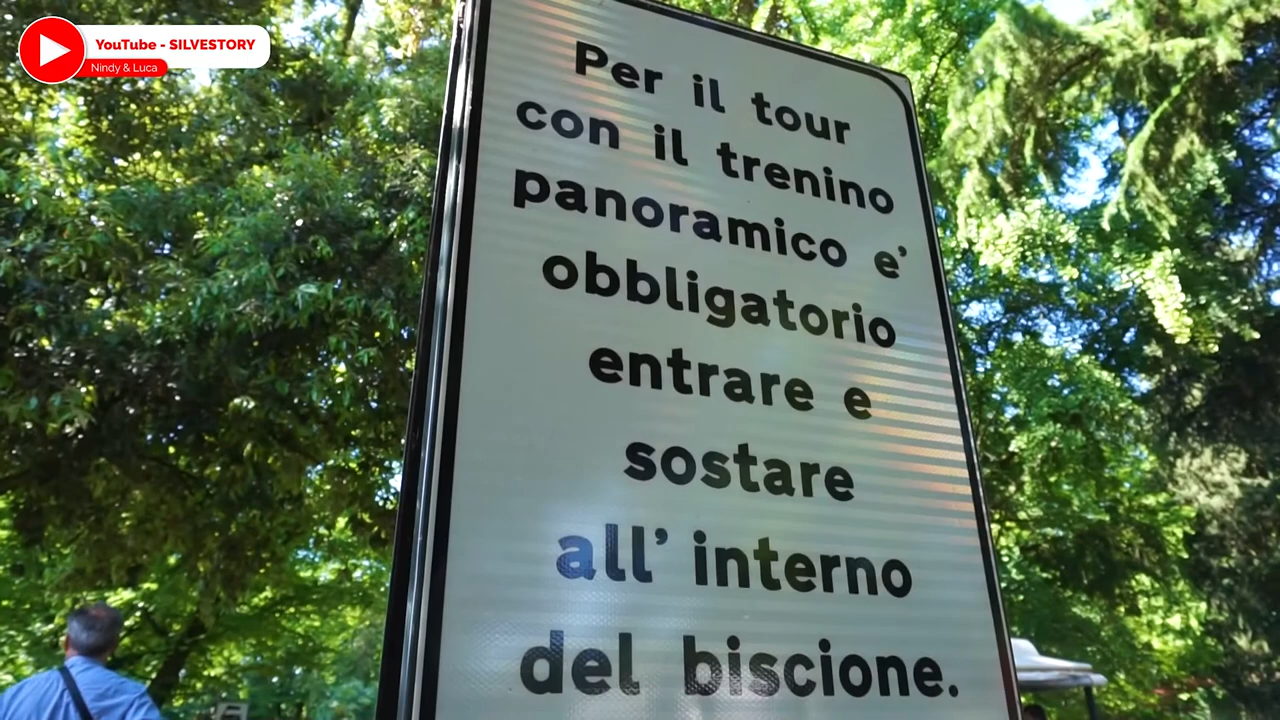 YouTube - SILVESTORY
Nindy & Luca
Per il tour
con il trenino
panoramico e'
obbligatorio
entrare e
sostare
all' interno
del biscione.